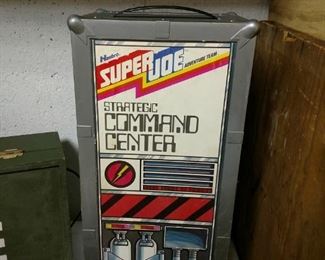 Hasbro
SUPER JOE
ADVENTURE TEAM
STRATEGIC
COMMAND
CENTER